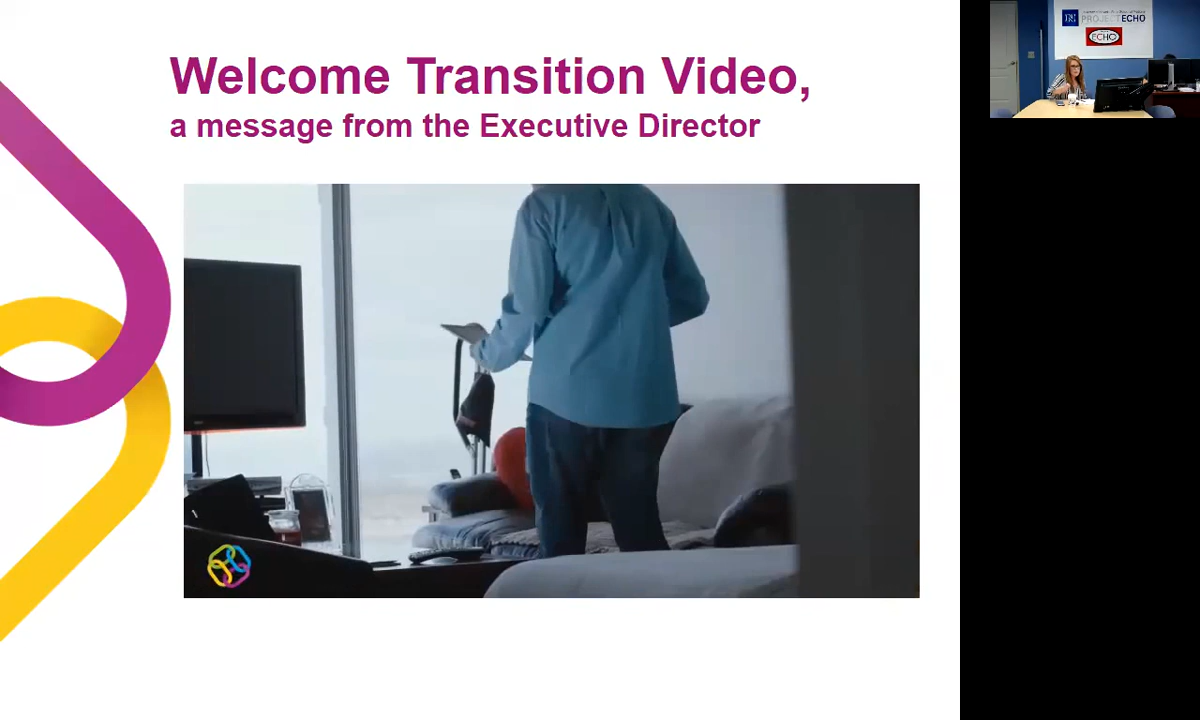 Welcome Transition Video,
a message from the Executive Director
PROJECT ECHO
ECHO